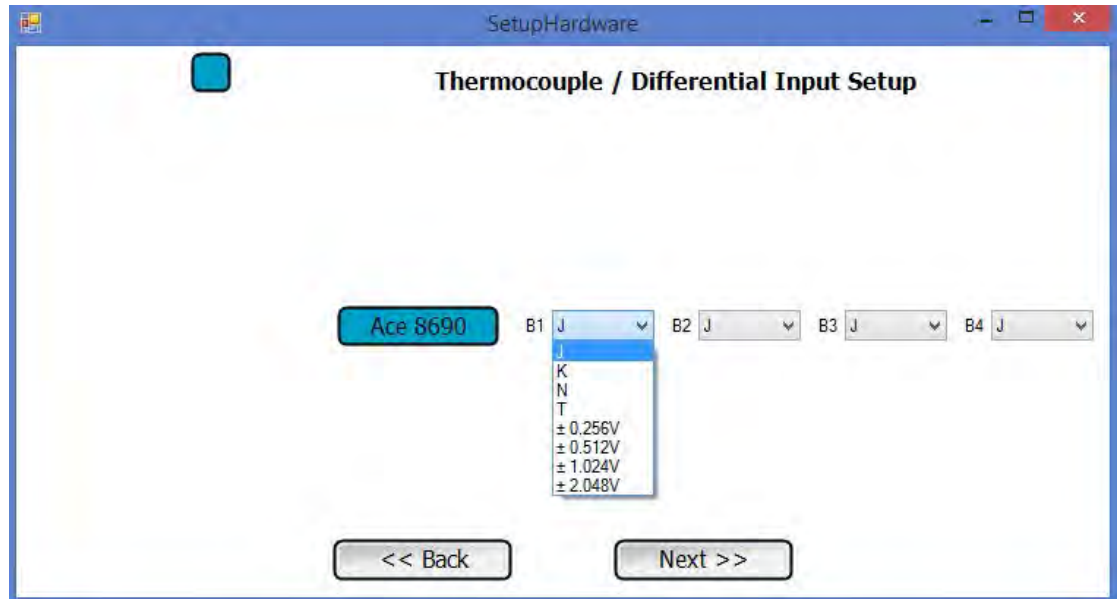 SetupHardware
Thermocouple / Differential Input Setup
Ace 8690 B1 J B2 J B3 J B4 J
J
K
N
T
± 0.256V
± 0.512V
± 1.024V
± 2.048V
<< Back Next >>